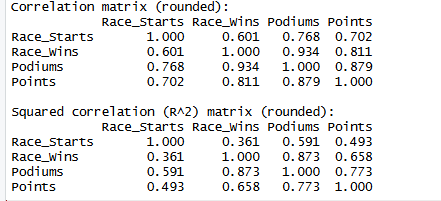 Correlation matrix (rounded):
Race_Starts Race_Wins Podiums Points
Race_Starts 1.000 0.601 0.768 0.702
Race_Wins 0.601 1.000 0.934 0.811
Podiums 0.768 0.934 1.000 0.879
Points 0.702 0.811 0.879 1.000
Squared correlation (R^2) matrix (rounded):
Race_Starts Race_Wins Podiums Points
Race_Starts 1.000 0.361 0.591 0.493
Race_Wins 0.361 1.000 0.873 0.658
Podiums 0.591 0.873 1.000 0.773
Points 0.493 0.658 0.773 1.000